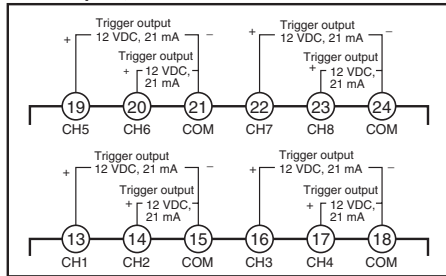 Trigger output Trigger output
+ 12 VDC, 21 mA − + 12 VDC, 21 mA −
Trigger output Trigger output
+ 12 VDC, 21 mA + 12 VDC, 21 mA
19 20 21 22 23 24
CH5 CH6 COM CH7 CH8 COM
Trigger output Trigger output
+ 12 VDC, 21 mA − + 12 VDC, 21 mA −
Trigger output Trigger output
+ 12 VDC, 21 mA + 12 VDC, 21 mA
13 14 15 16 17 18
CH1 CH2 COM CH3 CH4 COM